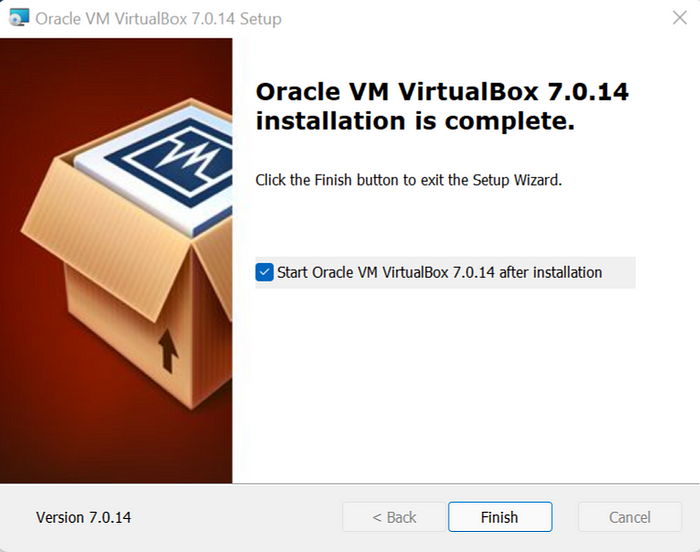 Oracle VM VirtualBox 7.0.14 Setup
Oracle VM VirtualBox 7.0.14
installation is complete.
Click the Finish button to exit the Setup Wizard.
Start Oracle VM VirtualBox 7.0.14 after installation
Version 7.0.14
< Back
Finish
Cancel